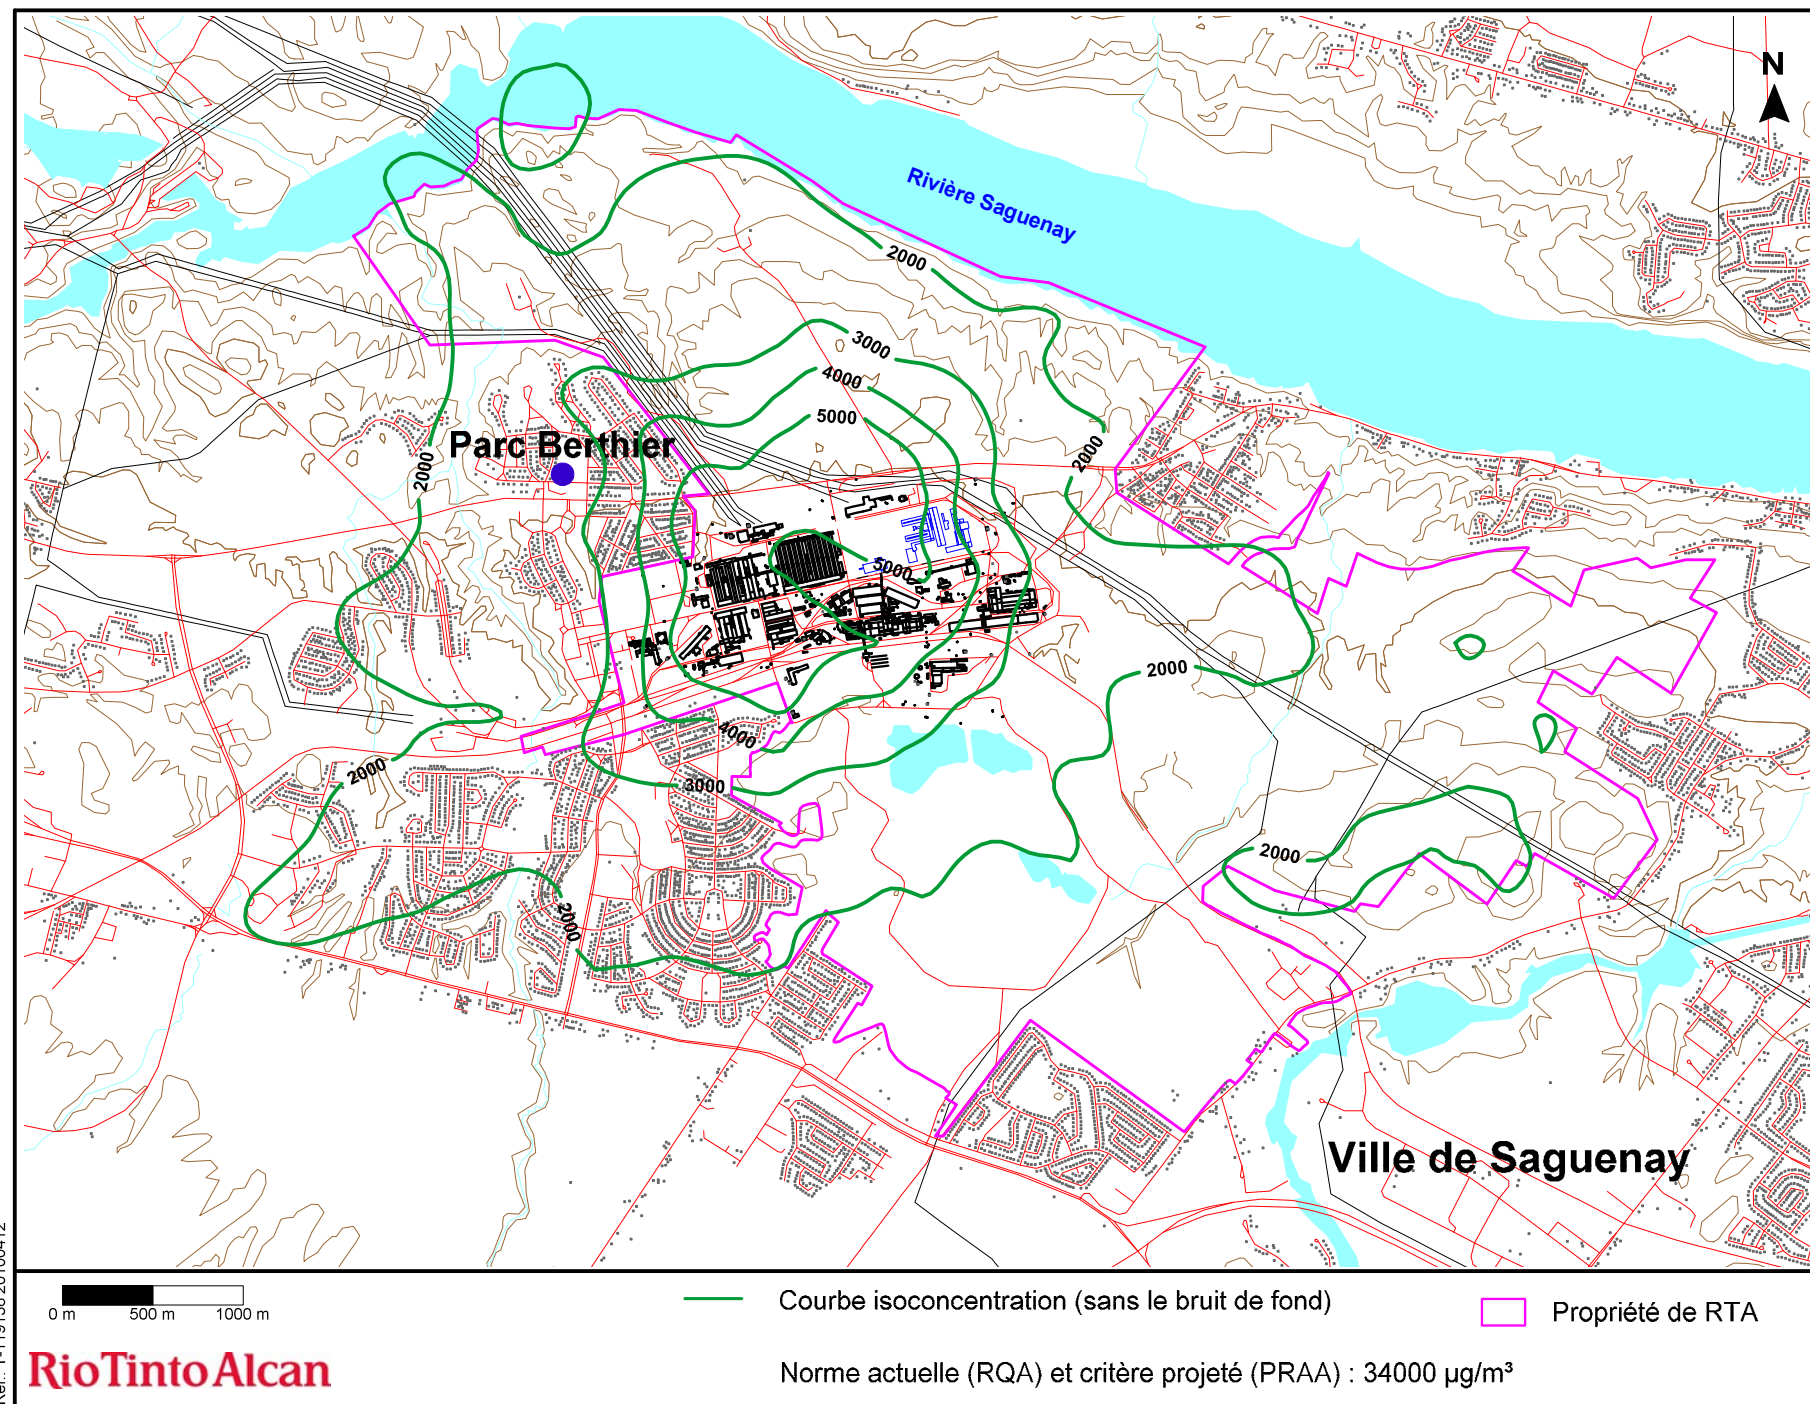 N
Rivière Saguenay
2000
3000
4000
5000
2000
Parc Berthier
2000
5000
2000
4000
2000
3000
2000
2000
Ville de Saguenay
0 m 500 m 1000 m
Courbe isoconcentration (sans le bruit de fond)
Propriété de RTA
RioTinto Alcan
Norme actuelle (RQA) et critère projeté (PRAA) : 34000 µg/m³